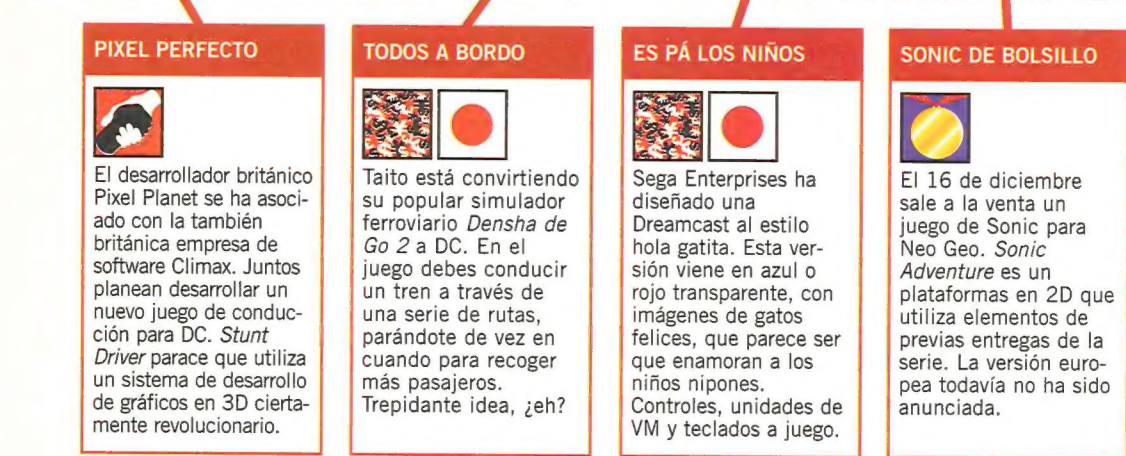 PIXEL PERFECTO
El desarrollador británico
Pixel Planet se ha asoci-
ado con la también
británica empresa de
software Climax. Juntos
planean desarrollar un
nuevo juego de conduc-
ción para DC. Stunt
Driver parace que utiliza
un sistema de desarrollo
de gráficos en 3D cierta-
mente revolucionario.
TODOS A BORDO
Taito está convirtiendo
su popular simulador
ferroviario Densha de
Go 2 a DC. En el
juego debes conducir
un tren a través de
una serie de rutas,
parándote de vez en
cuando para recoger
más pasajeros.
Trepidante idea, ¿eh?
ES PÁ LOS NIÑOS
Sega Enterprises ha
diseñado una
Dreamcast al estilo
hola gatita. Esta ver-
sión viene en azul o
rojo transparente, con
imágenes de gatos
felices, que parece ser
que enamoran a los
niños nipones.
Controles, unidades de
VM y teclados a juego.
SONIC DE BOLSILLO
El 16 de diciembre
sale a la venta un
juego de Sonic para
Neo Geo. Sonic
Adventure es un
plataformas en 2D que
utiliza elementos de
previas entregas de la
serie. La versión euro-
pea todavía no ha sido
anunciada.